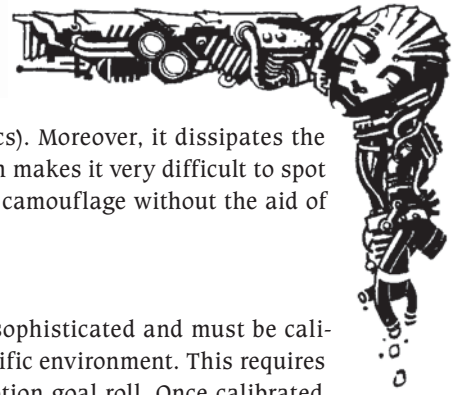 cs). Moreover, it dissipates the
makes it very difficult to spot
camouflage without the aid of
sophisticated and must be cali-
ific environment. This requires
tion goal roll. Once calibrated,